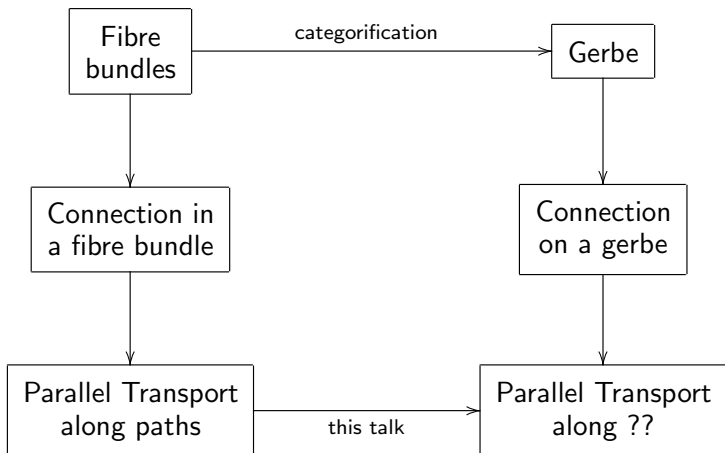 Fibre
bundles
categorification
Gerbe
Connection in
a fibre bundle
Connection
on a gerbe
Parallel Transport
along paths
this talk
Parallel Transport
along ??